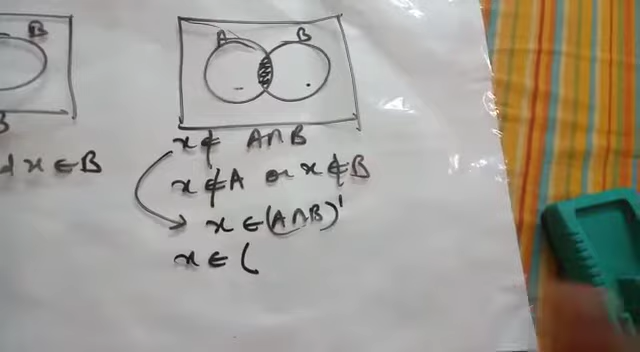 B
A B
B
x ∉ A∩B
d x ∈ B
x ∉ A or x ∉ B
x ∈ (A∩B)'
x ∈ (